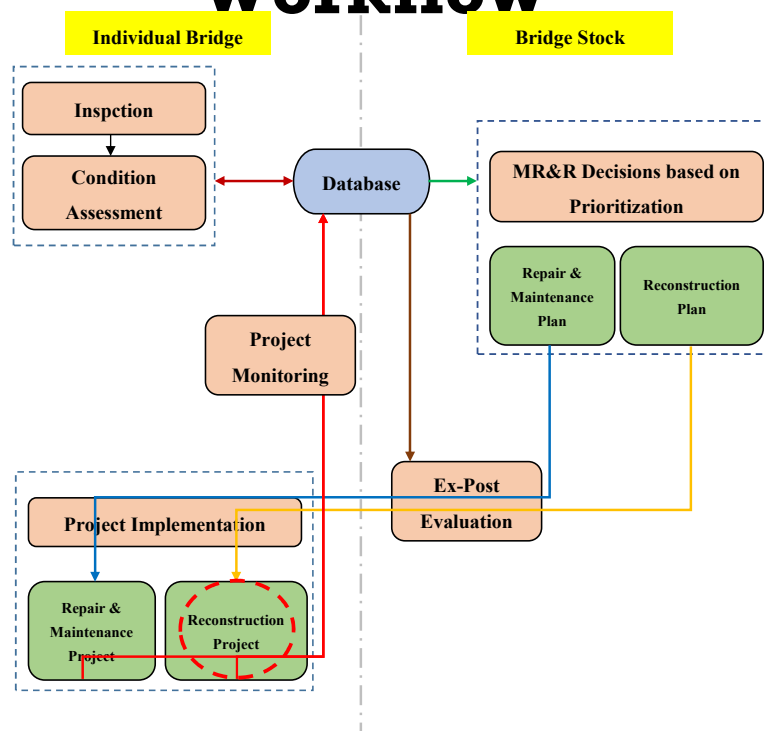 Workflow
Individual Bridge
Bridge Stock
Inspction
Condition
Assessment
Database
MR&R Decisions based on
Prioritization
Repair &
Maintenance
Plan
Reconstruction
Plan
Project
Monitoring
Ex-Post
Evaluation
Project Implementation
Repair &
Maintenance
Project
Reconstruction
Project